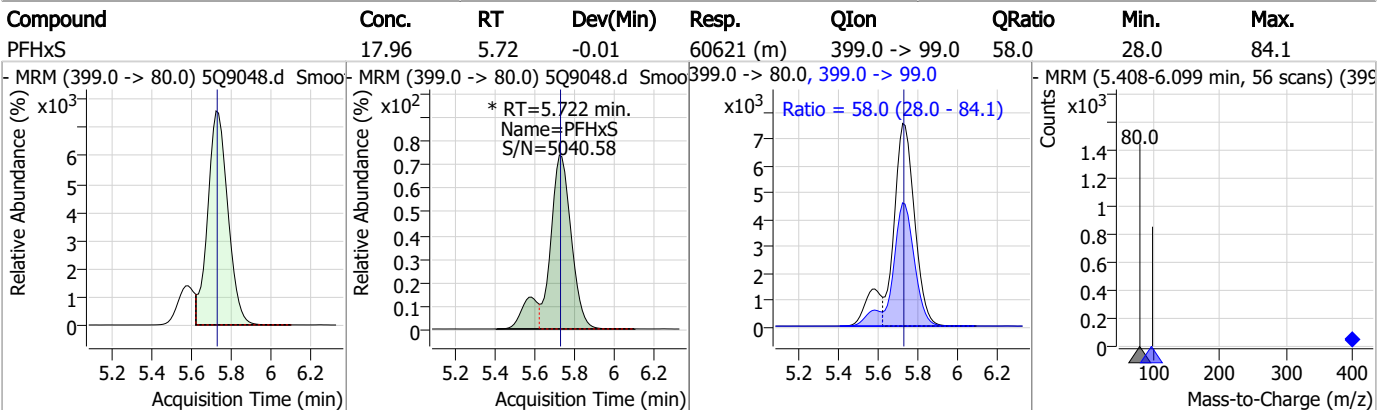 Compound Conc. RT Dev(Min) Resp. QIon QRatio Min. Max.
PFHxS 17.96 5.72 -0.01 60621 (m) 399.0 -> 99.0 58.0 28.0 84.1
- MRM (399.0 -> 80.0) 5Q9048.d Smoo
x10³
6
5
4
3
2
1
0
Relative Abundance (%)
5.2 5.4 5.6 5.8 6 6.2
Acquisition Time (min)
- MRM (399.0 -> 80.0) 5Q9048.d Smoo
x10²
* RT=5.722 min.
Name=PFHxS
S/N=5040.58
0.8
0.7
0.6
0.5
0.4
0.3
0.2
0.1
0
Relative Abundance (%)
5.2 5.4 5.6 5.8 6 6.2
Acquisition Time (min)
399.0 -> 80.0, 399.0 -> 99.0
x10³
Ratio = 58.0 (28.0 - 84.1)
7
6
5
4
3
2
1
0
5.2 5.4 5.6 5.8 6 6.2
Acquisition Time (min)
- MRM (5.408-6.099 min, 56 scans) (399
x10³
80.0
1.4
1.2
1
0.8
0.6
0.4
0.2
0
Counts
100 200 300 400
Mass-to-Charge (m/z)